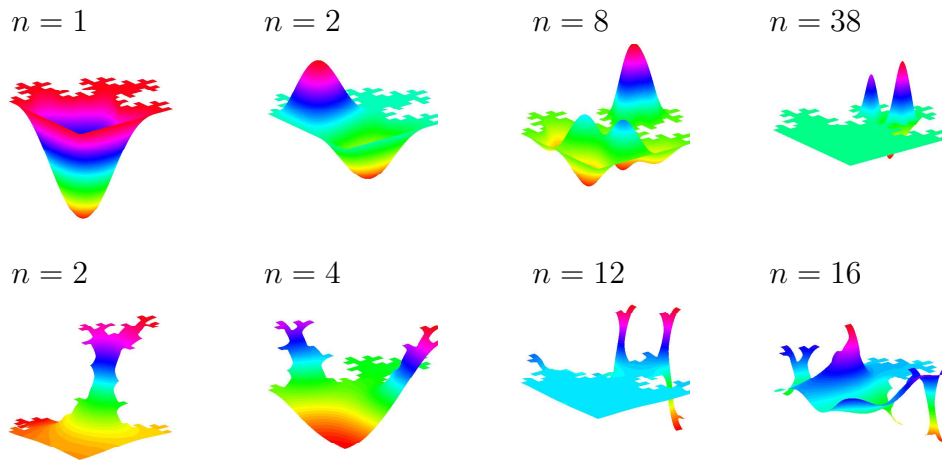 n = 1 n = 2 n = 8 n = 38
n = 2 n = 4 n = 12 n = 16